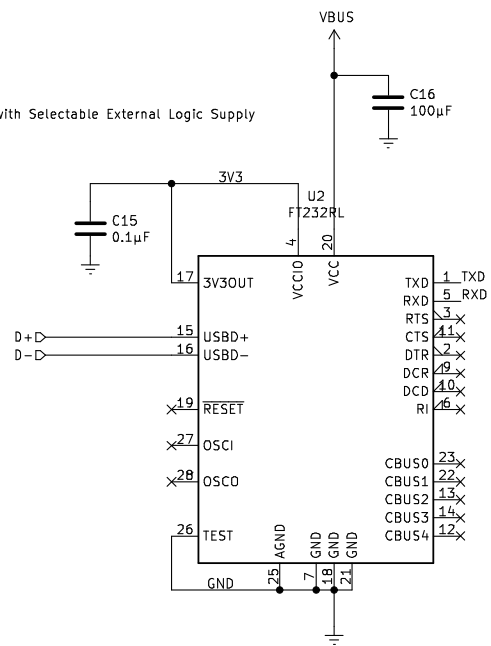 VBUS
C16
100µF
with Selectable External Logic Supply
3V3
U2
FT232RL
C15
0.1µF
4 20
VCCIO VCC
17 3V3OUT TXD 1 TXD
RXD 5 RXD
RTS 3
D+ 15 USBD+ CTS 11
D- 16 USBD- DTR 2
DCR 9
DCD 10
19 RESET RI 6
27 OSCI
CBUS0 23
28 OSCO CBUS1 22
CBUS2 13
CBUS3 14
26 TEST CBUS4 12
AGND GND GND GND
25 7 18 21
GND